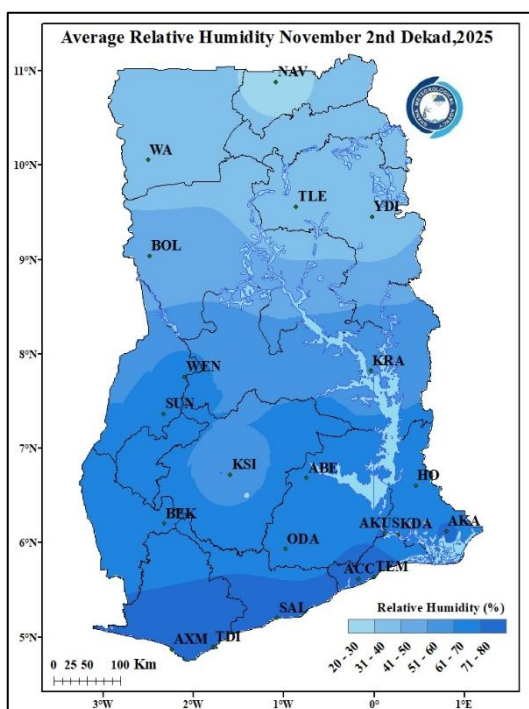 Average Relative Humidity November 2nd Dekad,2025
11°N
NAV
GHANA METEOROLOGICAL AGENCY
WA
10°N
TLE
YDI
BOL
9°N
8°N
KRA
WEN
SUN
7°N
KSI
ABE
HO
BEK
AKUSKDA
AKA
6°N
ODA
ACC TEM
SAL
Relative Humidity (%)
5°N
AXM
TDI
0 25 50 100 Km
20 - 30
31 - 40
41 - 50
51 - 60
61 - 70
71 - 80
3°W
2°W
1°W
0°
1°E